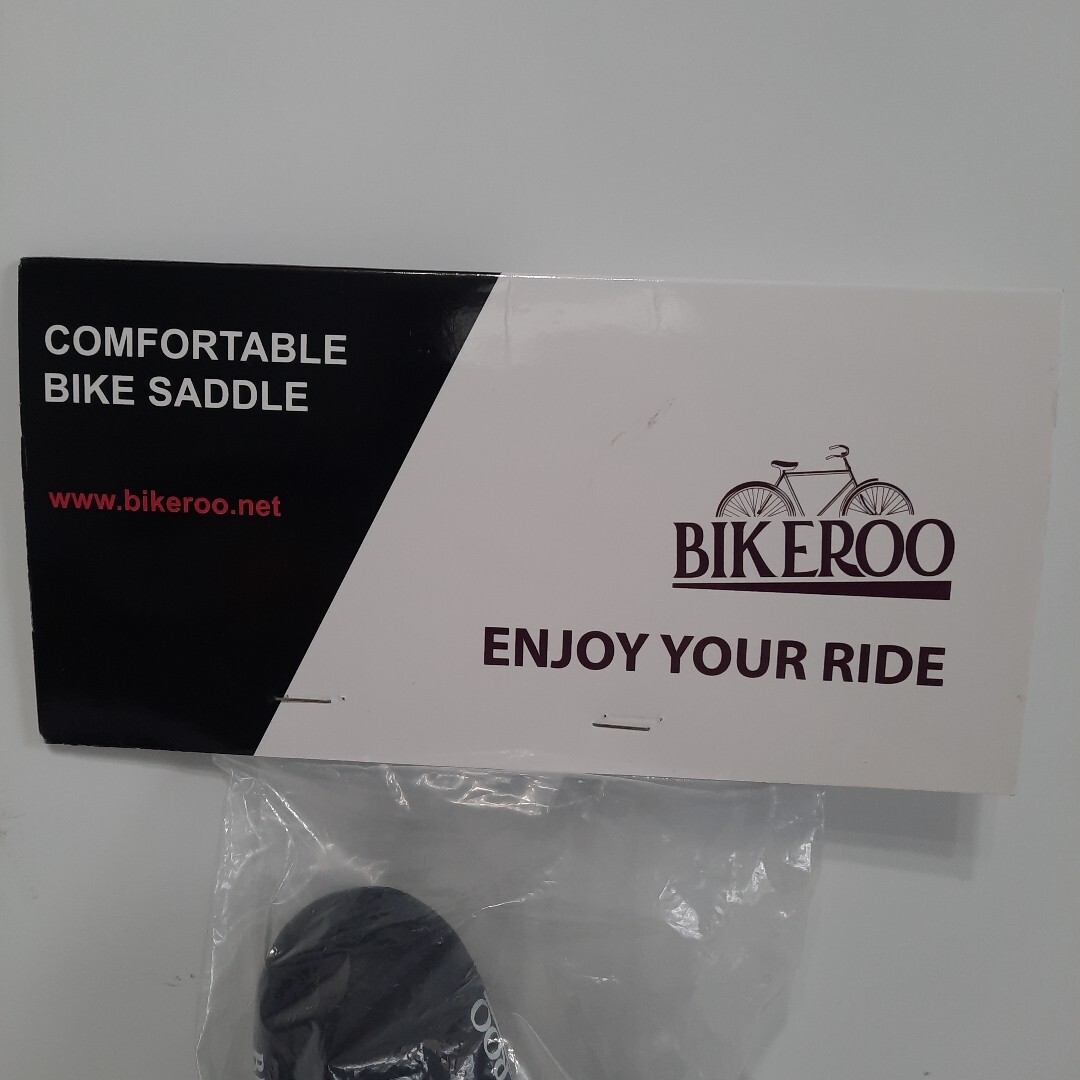 COMFORTABLE
BIKE SADDLE
www.bikeroo.net
BIKEROO
ENJOY YOUR RIDE